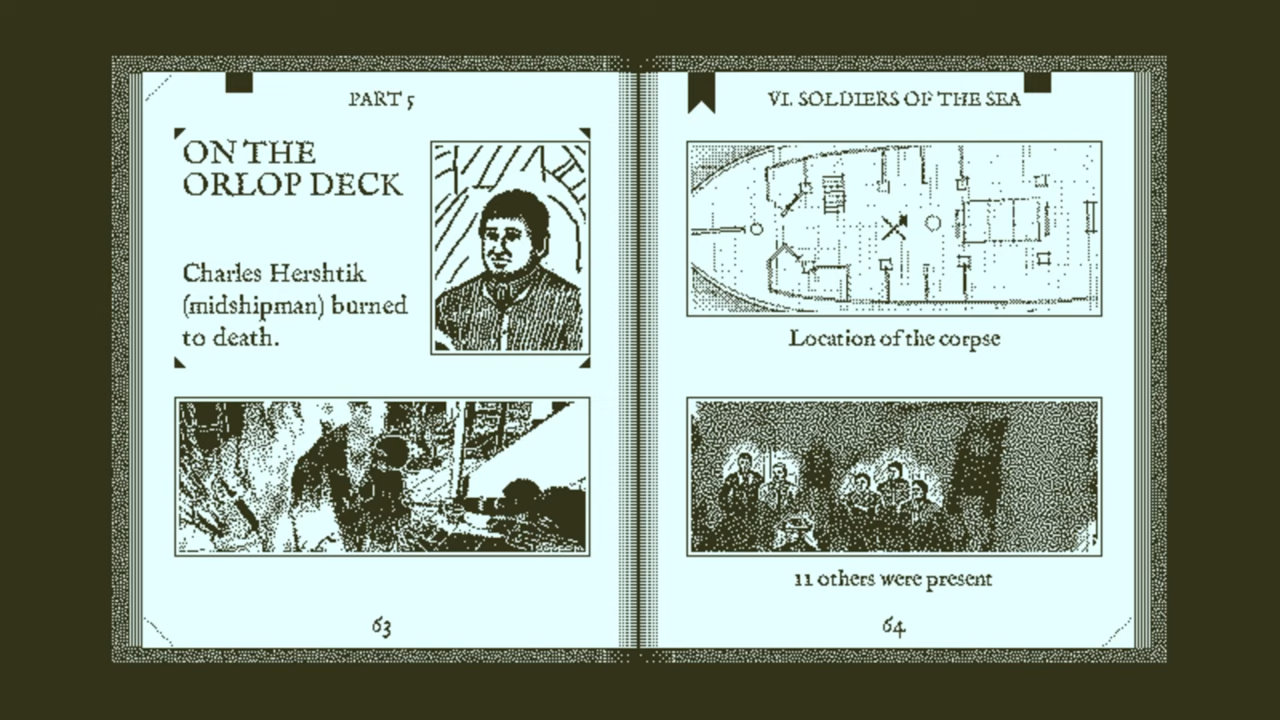 PART 5
ON THE
ORLOP DECK
Charles Hershtik
(midshipman) burned
to death.
63
VI. SOLDIERS OF THE SEA
Location of the corpse
11 others were present
64